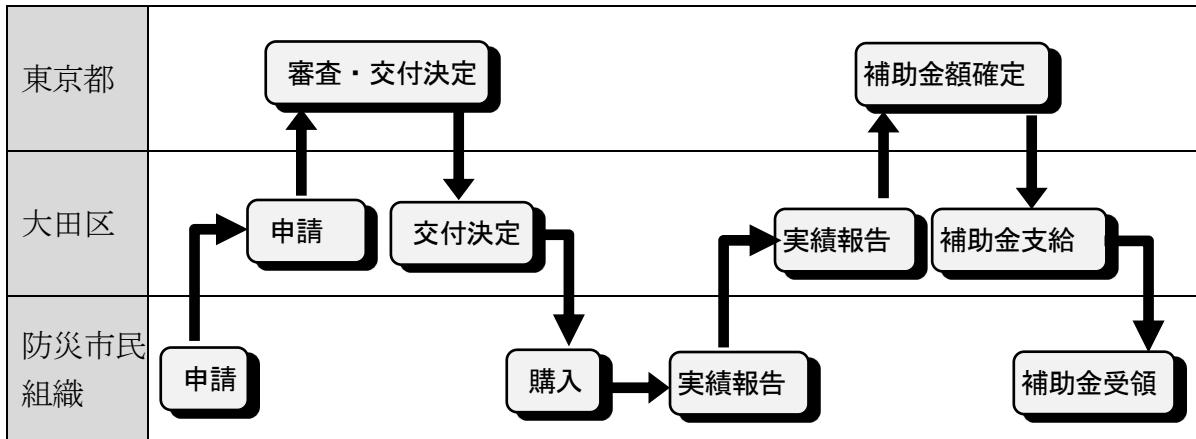 東京都
審査・交付決定
補助金額確定
大田区
申請
交付決定
実績報告
補助金支給
防災市民
組織
申請
購入
実績報告
補助金受領